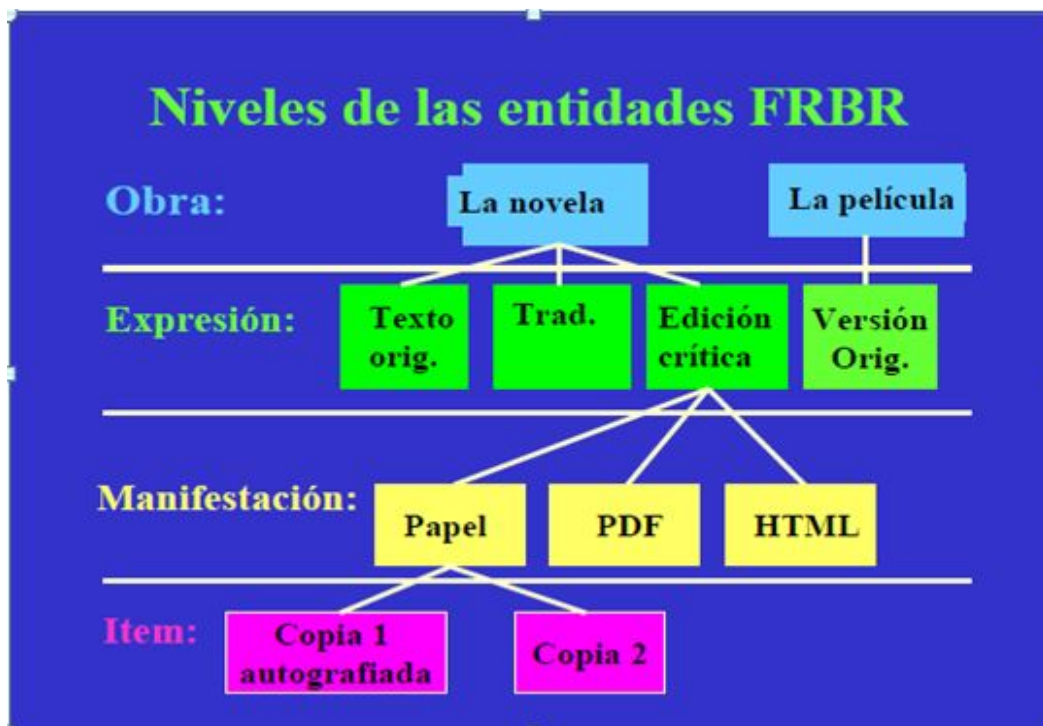 Niveles de las entidades FRBR
Obra:
La novela
La película
Expresión:
Texto
orig.
Trad.
Edición
crítica
Versión
Orig.
Manifestación:
Papel
PDF
HTML
Item:
Copia 1
autografiada
Copia 2